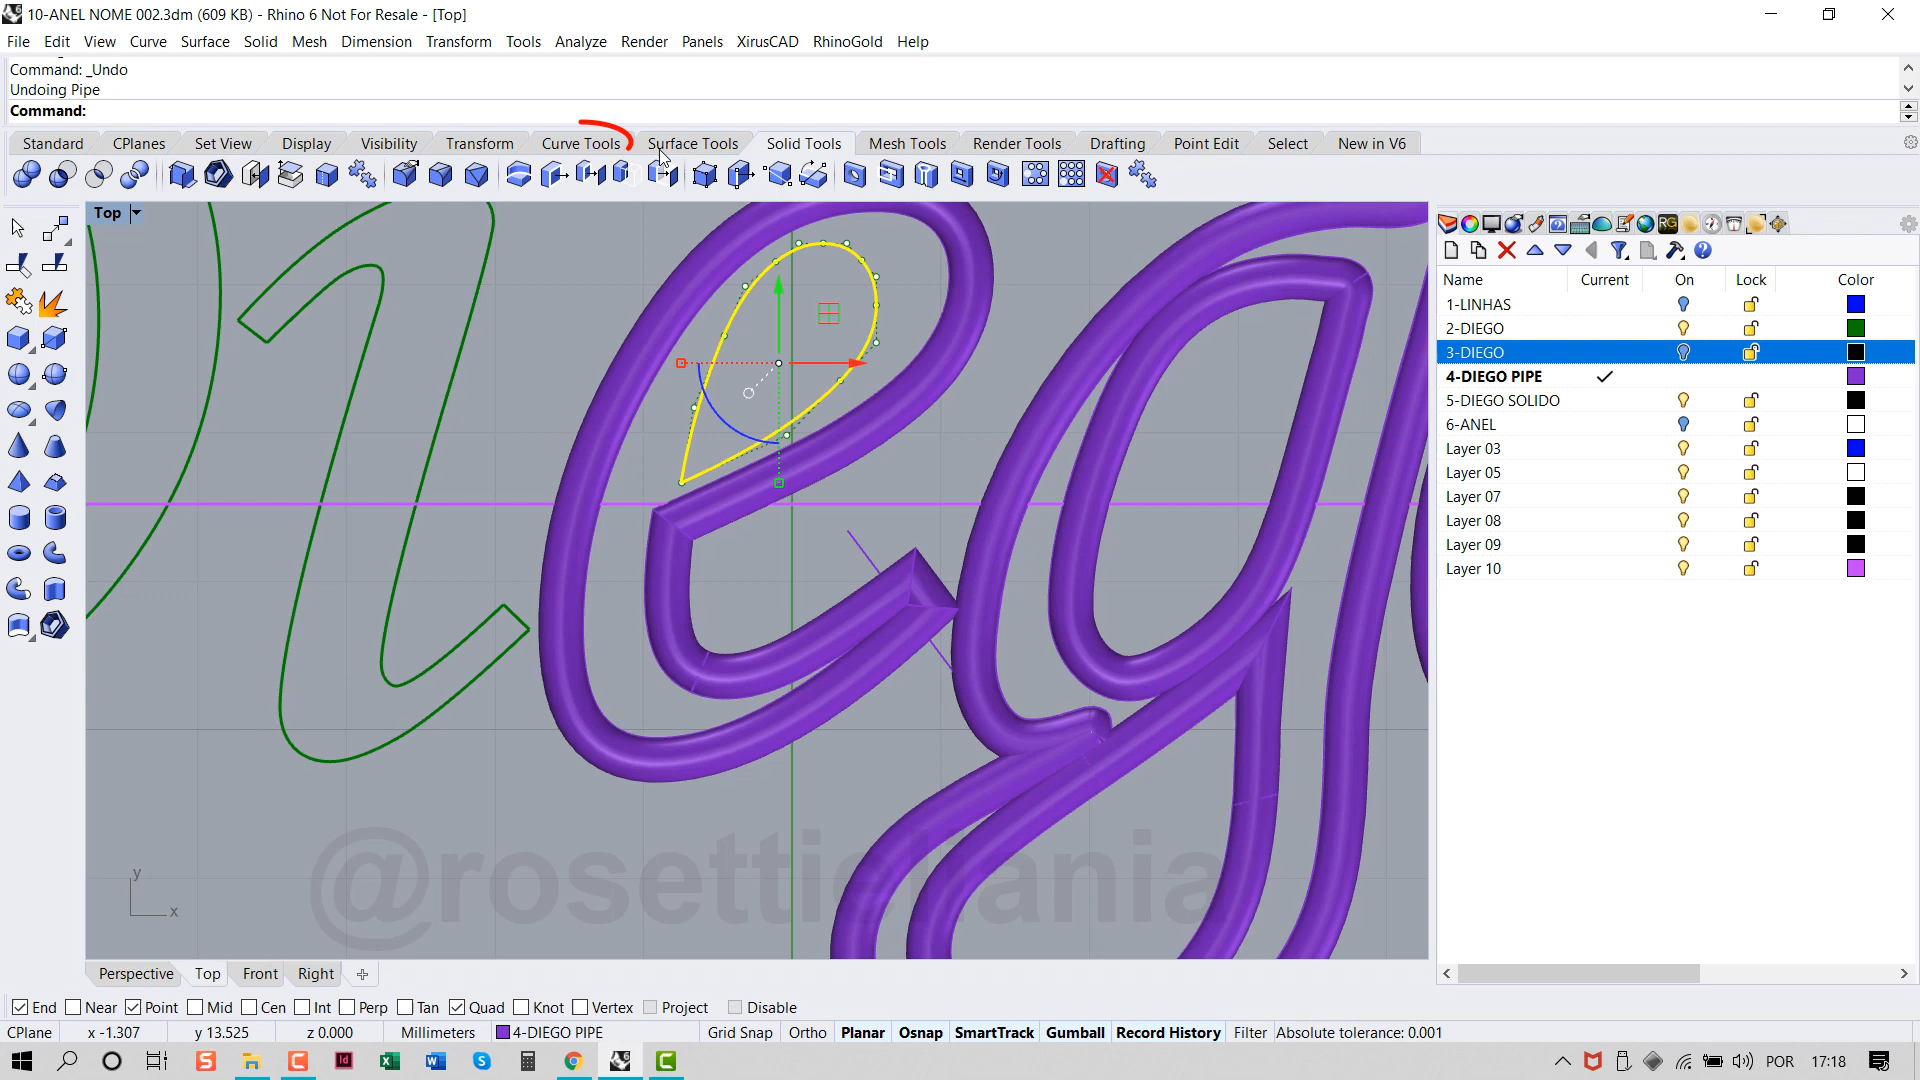 10-ANEL NOME 002.3dm (609 KB) - Rhino 6 Not For Resale - [Top]
File Edit View Curve Surface Solid Mesh Dimension Transform Tools Analyze Render Panels XirusCAD RhinoGold Help
Command: _Undo
Undoing Pipe
Command:
Standard CPlanes Set View Display Visibility Transform Curve Tools Surface Tools Solid Tools Mesh Tools Render Tools Drafting Point Edit Select New in V6
Top
Name Current On Lock Color
1-LINHAS
2-DIEGO
3-DIEGO
4-DIEGO PIPE
5-DIEGO SOLIDO
6-ANEL
Layer 03
Layer 05
Layer 07
Layer 08
Layer 09
Layer 10
y
x
Perspective Top Front Right
End Near Point Mid Cen Int Perp Tan Quad Knot Vertex Project Disable
CPlane x -1.307 y 13.525 z 0.000 Millimeters 4-DIEGO PIPE Grid Snap Ortho Planar Osnap SmartTrack Gumball Record History Filter Absolute tolerance: 0.001
POR 17:18